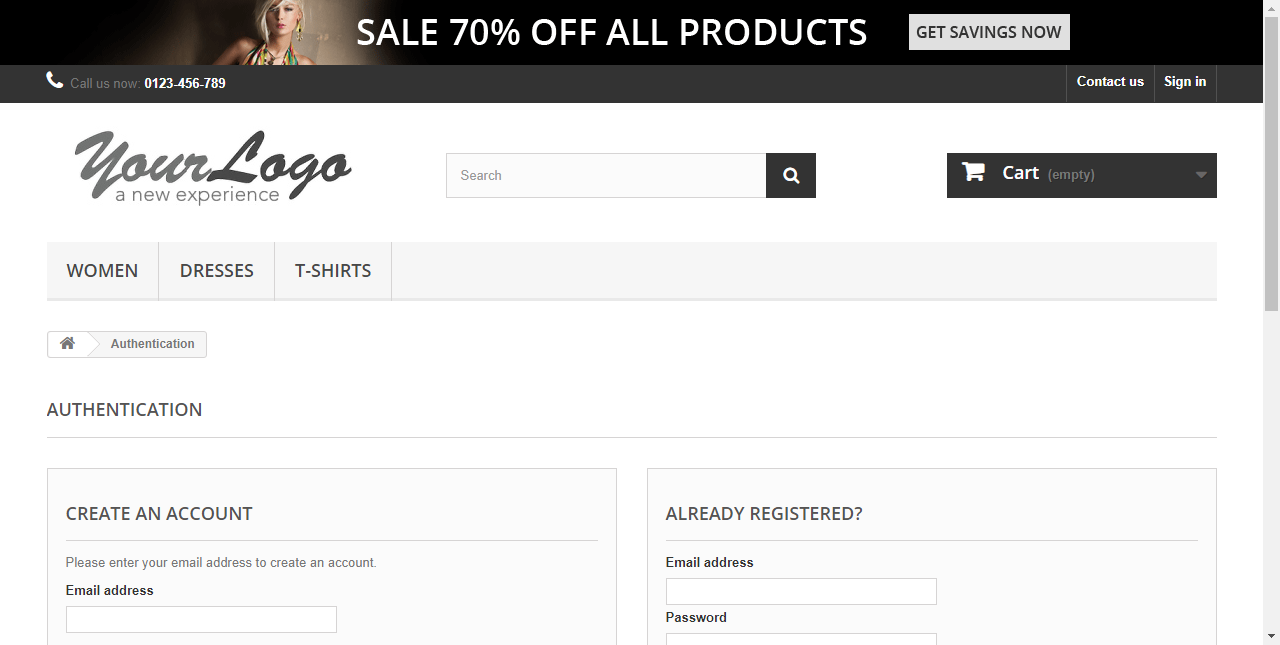 SALE 70% OFF ALL PRODUCTS GET SAVINGS NOW
Call us now: 0123-456-789 Contact us Sign in
YourLogo
a new experience
Search
Cart (empty)
WOMEN DRESSES T-SHIRTS
Authentication
AUTHENTICATION
CREATE AN ACCOUNT
Please enter your email address to create an account.
Email address
ALREADY REGISTERED?
Email address
Password